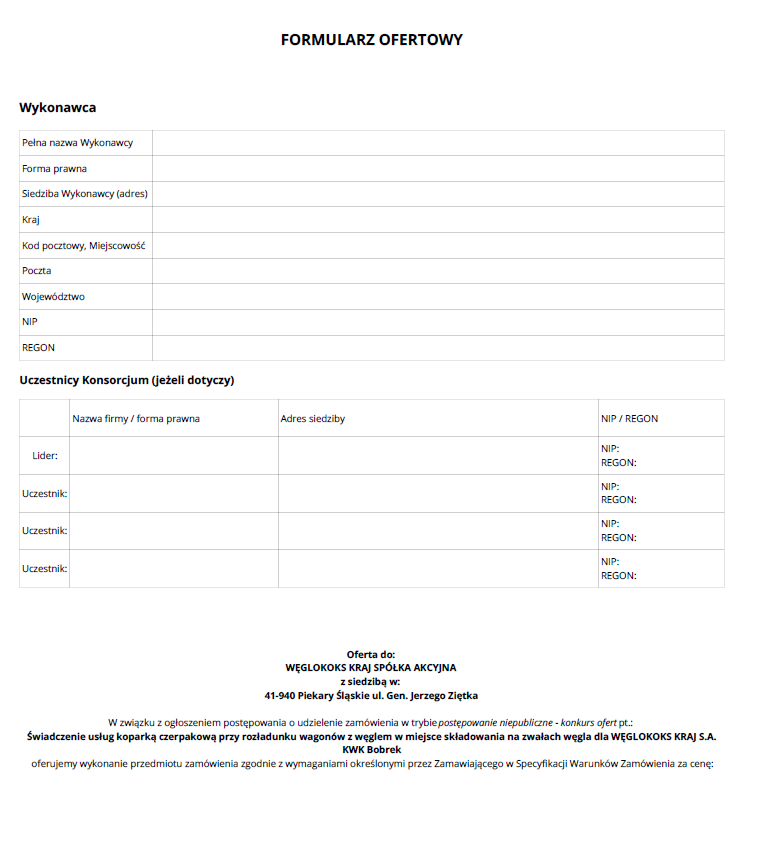 FORMULARZ OFERTOWY
Wykonawca
Pełna nazwa Wykonawcy
Forma prawna
Siedziba Wykonawcy (adres)
Kraj
Kod pocztowy, Miejscowość
Poczta
Województwo
NIP
REGON
Uczestnicy Konsorcjum (jeżeli dotyczy)
Nazwa firmy / forma prawna Adres siedziby NIP / REGON
Lider: NIP:
REGON:
Uczestnik: NIP:
REGON:
Uczestnik: NIP:
REGON:
Uczestnik: NIP:
REGON:
Oferta do:
WĘGLOKOKS KRAJ SPÓŁKA AKCYJNA
z siedzibą w:
41-940 Piekary Śląskie ul. Gen. Jerzego Ziętka
W związku z ogłoszeniem postępowania o udzielenie zamówienia w trybie postępowanie niepubliczne - konkurs ofert pt.:
Świadczenie usług koparką czerpakową przy rozładunku wagonów z węglem w miejsce składowania na zwałach węgla dla WĘGLOKOKS KRAJ S.A.
KWK Bobrek
oferujemy wykonanie przedmiotu zamówienia zgodnie z wymaganiami określonymi przez Zamawiającego w Specyfikacji Warunków Zamówienia za cenę: